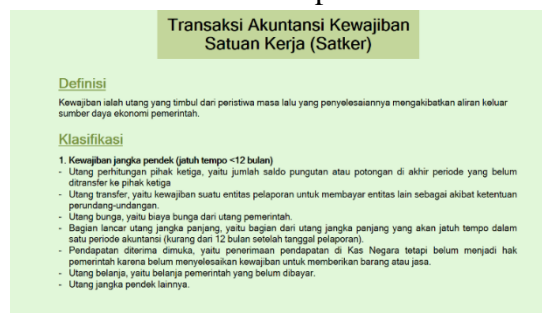 Transaksi Akuntansi Kewajiban
Satuan Kerja (Satker)
Definisi
Kewajiban ialah utang yang timbul dari peristiwa masa lalu yang penyelesaiannya mengakibatkan aliran keluar
sumber daya ekonomi pemerintah.
Klasifikasi
1. Kewajiban jangka pendek (jatuh tempo <12 bulan)
- Utang perhitungan pihak ketiga, yaitu jumlah saldo pungutan atau potongan di akhir periode yang belum
ditransfer ke pihak ketiga
- Utang transfer, yaitu kewajiban suatu entitas pelaporan untuk membayar entitas lain sebagai akibat ketentuan
perundang-undangan.
- Utang bunga, yaitu biaya bunga dari utang pemerintah.
- Bagian lancar utang jangka panjang, yaitu bagian dari utang jangka panjang yang akan jatuh tempo dalam
satu periode akuntansi (kurang dari 12 bulan setelah tanggal pelaporan).
- Pendapatan diterima dimuka, yaitu penerimaan pendapatan di Kas Negara tetapi belum menjadi hak
pemerintah karena belum menyelesaikan kewajiban untuk memberikan barang atau jasa.
- Utang belanja, yaitu belanja pemerintah yang belum dibayar.
- Utang jangka pendek lainnya.